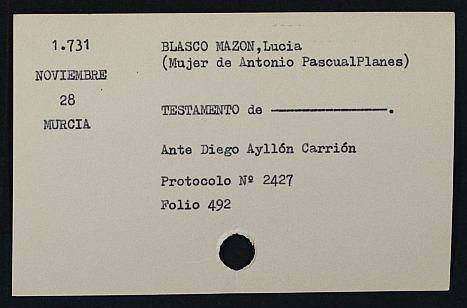 1.731
NOVIEMBRE
28
MURCIA
BLASCO MAZON,Lucia
(Mujer de Antonio PascualPlanes)
TESTAMENTO de ————————.
Ante Diego Ayllón Carrión
Protocolo Nº 2427
Folio 492